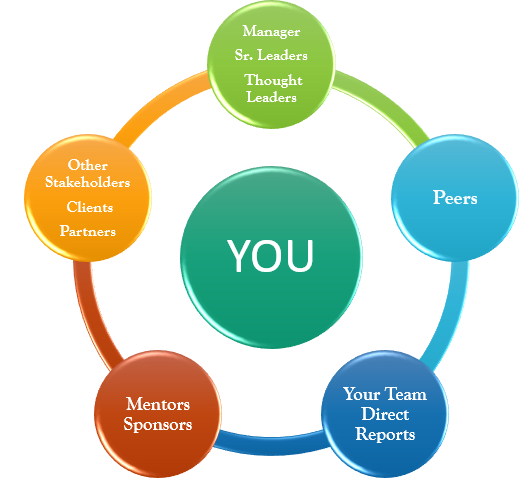 Manager
Sr. Leaders
Thought
Leaders
Peers
Your Team
Direct
Reports
Mentors
Sponsors
Other
Stakeholders
Clients
Partners
YOU